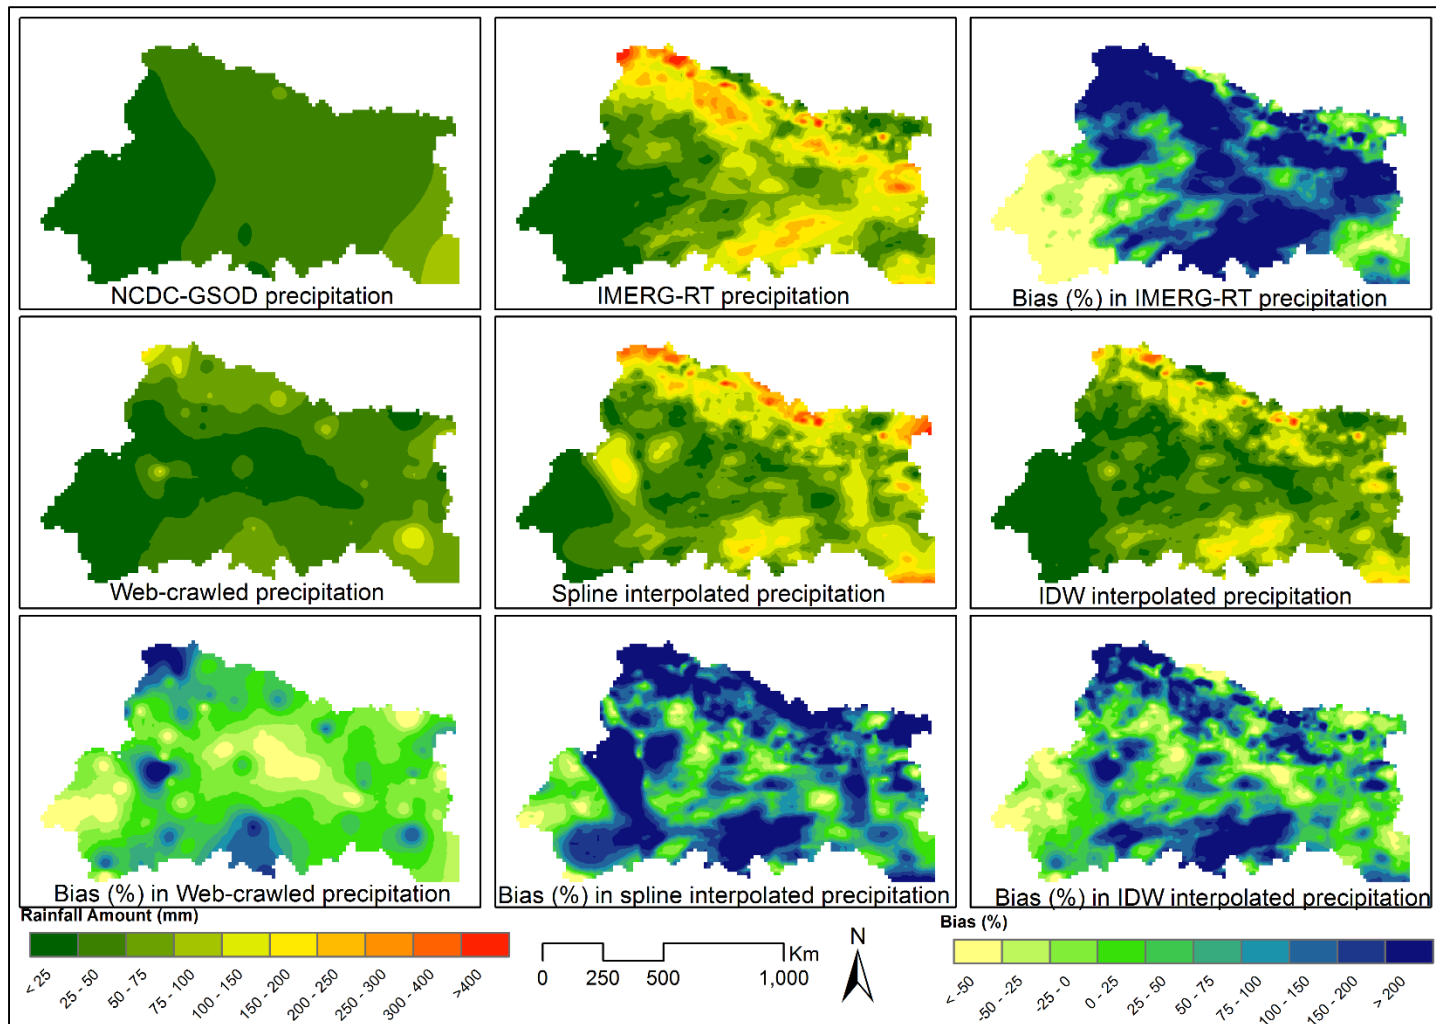 NCDC-GSOD precipitation
IMERG-RT precipitation
Bias (%) in IMERG-RT precipitation
Web-crawled precipitation
Spline interpolated precipitation
IDW interpolated precipitation
Bias (%) in Web-crawled precipitation
Bias (%) in spline interpolated precipitation
Bias (%) in IDW interpolated precipitation
Rainfall Amount (mm)
< 25
25 - 50
50 - 75
75 - 100
100 - 150
150 - 200
200 - 250
250 - 300
300 - 400
>400
Km
0 250 500 1,000
N
Bias (%)
< -50
-50 - -25
-25 - 0
0 - 25
25 - 50
50 - 75
75 - 100
100 - 150
150 - 200
> 200